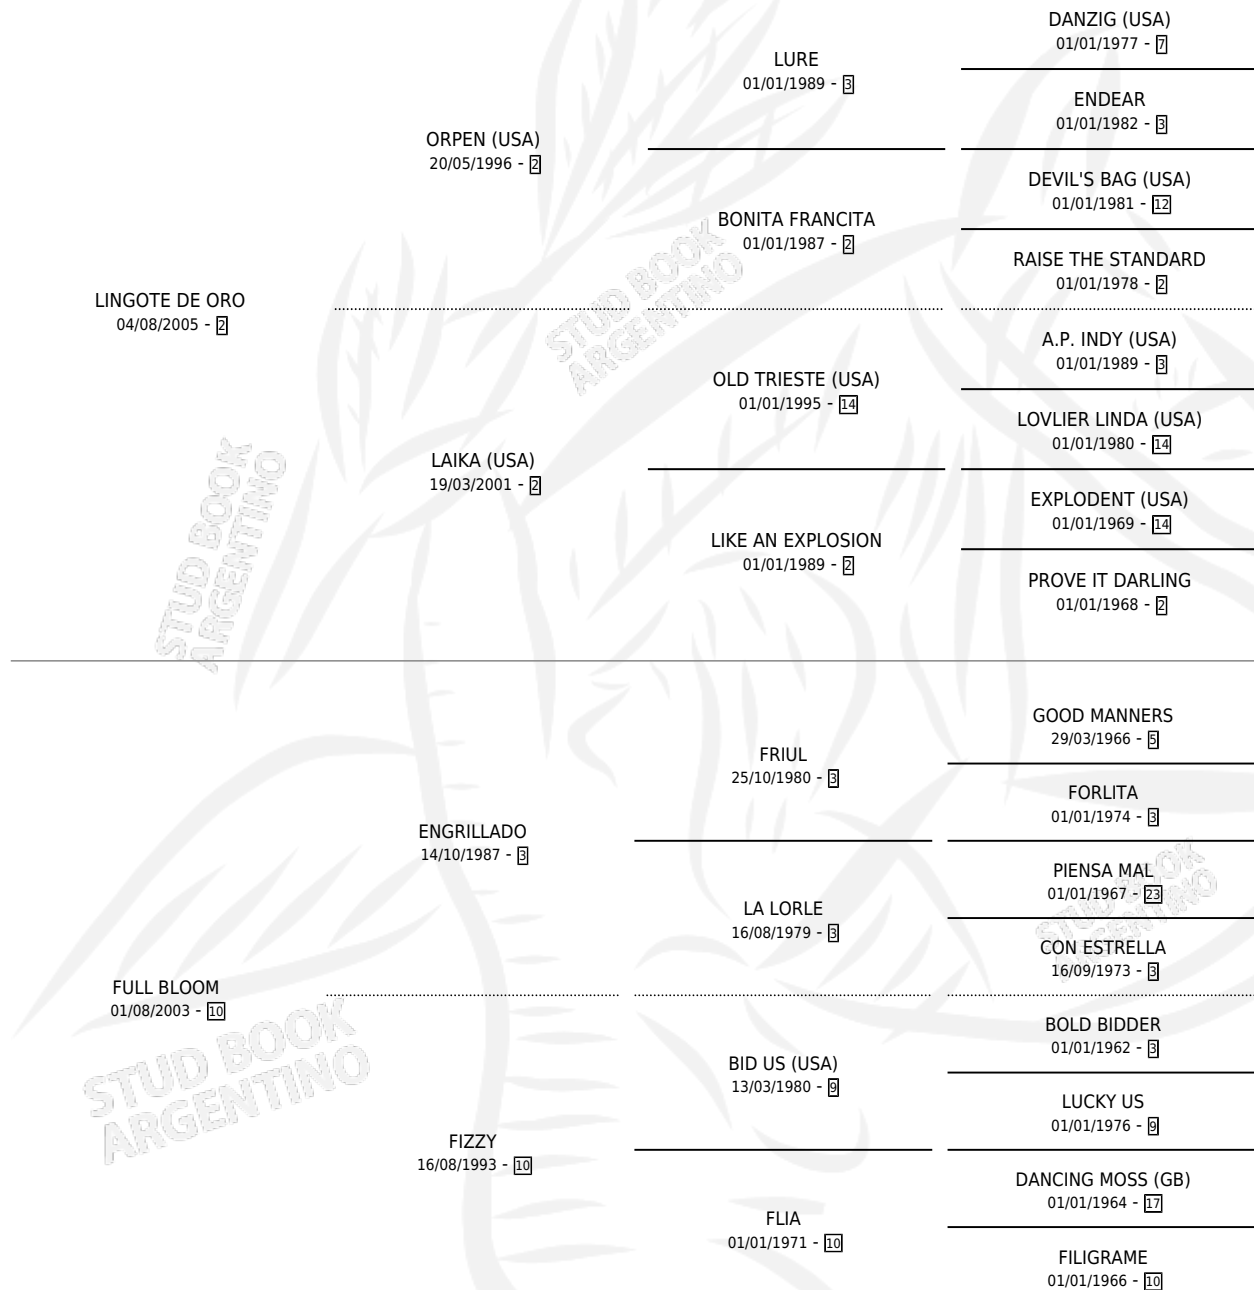 DANZIG (USA)
01/01/1977 - 7
LURE
01/01/1989 - 3
ENDEAR
01/01/1982 - 3
ORPEN (USA)
20/05/1996 - 2
DEVIL'S BAG (USA)
01/01/1981 - 12
BONITA FRANCITA
01/01/1987 - 2
RAISE THE STANDARD
01/01/1978 - 2
LINGOTE DE ORO
04/08/2005 - 2
A.P. INDY (USA)
01/01/1989 - 3
OLD TRIESTE (USA)
01/01/1995 - 14
LOVLIER LINDA (USA)
01/01/1980 - 14
LAIKA (USA)
19/03/2001 - 2
EXPLODENT (USA)
01/01/1969 - 14
LIKE AN EXPLOSION
01/01/1989 - 2
PROVE IT DARLING
01/01/1968 - 2
GOOD MANNERS
29/03/1966 - 5
FRIUL
25/10/1980 - 3
FORLITA
01/01/1974 - 3
ENGRILLADO
14/10/1987 - 3
PIENSA MAL
01/01/1967 - 23
LA LORLE
16/08/1979 - 3
CON ESTRELLA
16/09/1973 - 3
FULL BLOOM
01/08/2003 - 10
BOLD BIDDER
01/01/1962 - 3
BID US (USA)
13/03/1980 - 9
LUCKY US
01/01/1976 - 9
FIZZY
16/08/1993 - 10
DANCING MOSS (GB)
01/01/1964 - 17
FLIA
01/01/1971 - 10
FILIGRAME
01/01/1966 - 10
STUD BOOK
ARGENTINO
STUD BOOK
ARGENTINO
STUD BOOK
ARGENTINO
STUD BOOK
ARGENTINO